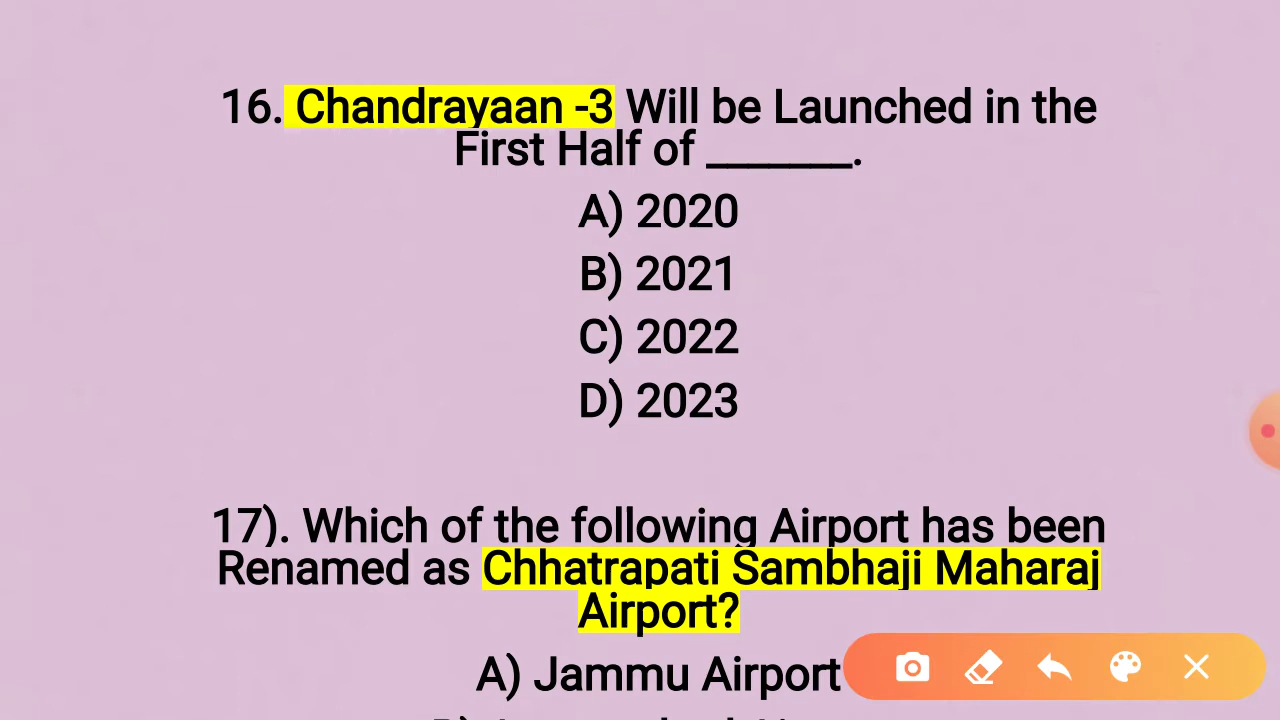 16. Chandrayaan -3 Will be Launched in the
First Half of _______.
A) 2020
B) 2021
C) 2022
D) 2023
17). Which of the following Airport has been
Renamed as Chhatrapati Sambhaji Maharaj
Airport?
A) Jammu Airport